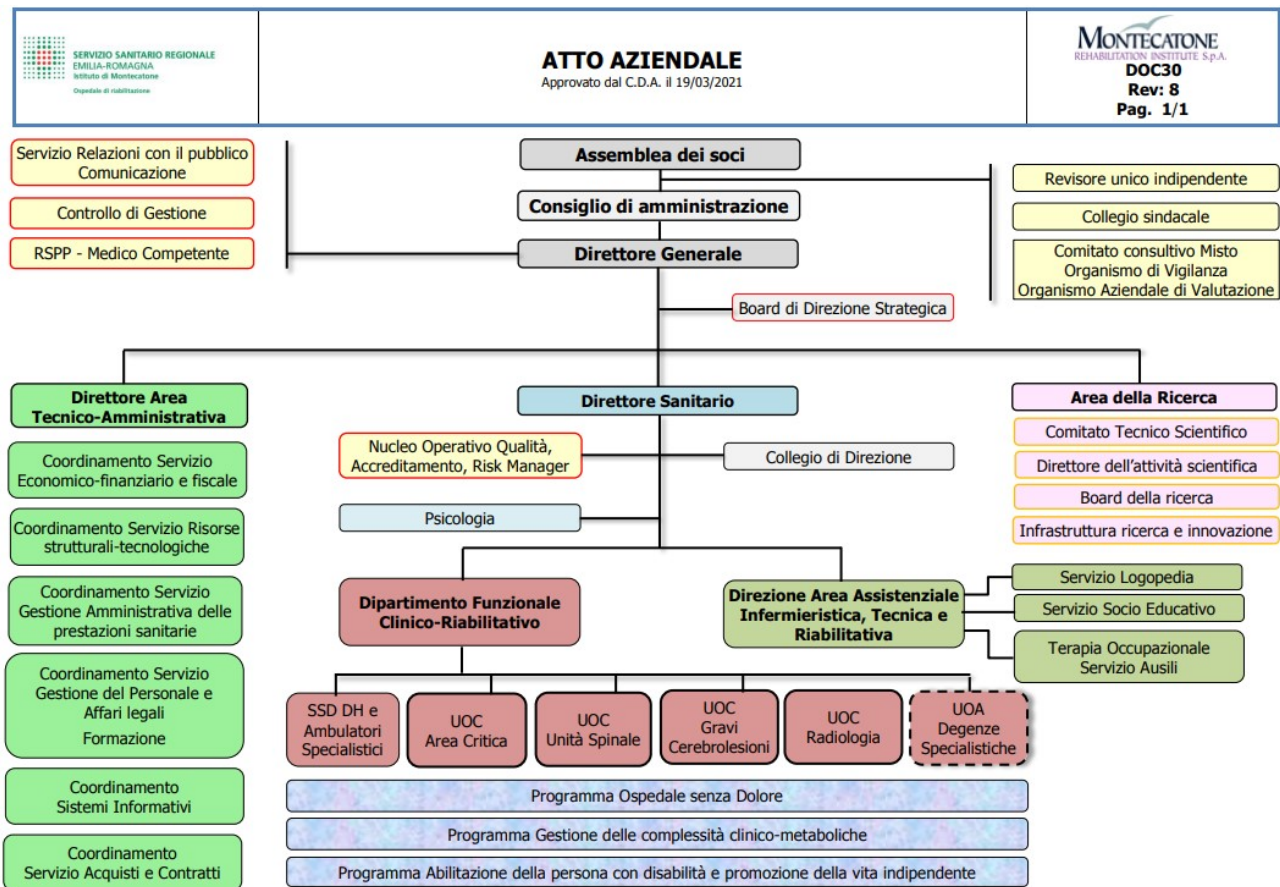 SERVIZIO SANITARIO REGIONALE
EMILIA-ROMAGNA
Istituto di Montecatone
Ospedale di riabilitazione
ATTO AZIENDALE
Approvato dal C.D.A. il 19/03/2021
MONTECATONE
REHABILITATION INSTITUTE S.p.A.
DOC30
Rev: 8
Pag. 1/1
Servizio Relazioni con il pubblico
Comunicazione
Controllo di Gestione
RSPP - Medico Competente
Assemblea dei soci
Consiglio di amministrazione
Direttore Generale
Board di Direzione Strategica
Revisore unico indipendente
Collegio sindacale
Comitato consultivo Misto
Organismo di Vigilanza
Organismo Aziendale di Valutazione
Direttore Area
Tecnico-Amministrativa
Coordinamento Servizio
Economico-finanziario e fiscale
Coordinamento Servizio Risorse
strutturali-tecnologiche
Coordinamento Servizio
Gestione Amministrativa delle
prestazioni sanitarie
Coordinamento Servizio
Gestione del Personale e
Affari legali
Formazione
Coordinamento
Sistemi Informativi
Coordinamento
Servizio Acquisti e Contratti
Direttore Sanitario
Nucleo Operativo Qualità,
Accreditamento, Risk Manager
Collegio di Direzione
Psicologia
Area della Ricerca
Comitato Tecnico Scientifico
Direttore dell'attività scientifica
Board della ricerca
Infrastruttura ricerca e innovazione
Dipartimento Funzionale
Clinico-Riabilitativo
Direzione Area Assistenziale
Infermieristica, Tecnica e
Riabilitativa
Servizio Logopedia
Servizio Socio Educativo
Terapia Occupazionale
Servizio Ausili
SSD DH e
Ambulatori
Specialistici
UOC
Area Critica
UOC
Unità Spinale
UOC
Gravi
Cerebrolesioni
UOC
Radiologia
UOA
Degenze
Specialistiche
Programma Ospedale senza Dolore
Programma Gestione delle complessità clinico-metaboliche
Programma Abilitazione della persona con disabilità e promozione della vita indipendente